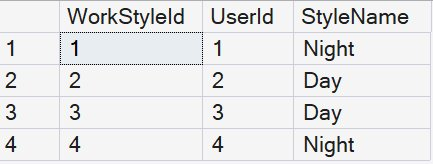 WorkStyleId UserId StyleName
1 1 1 Night
2 2 2 Day
3 3 3 Day
4 4 4 Night